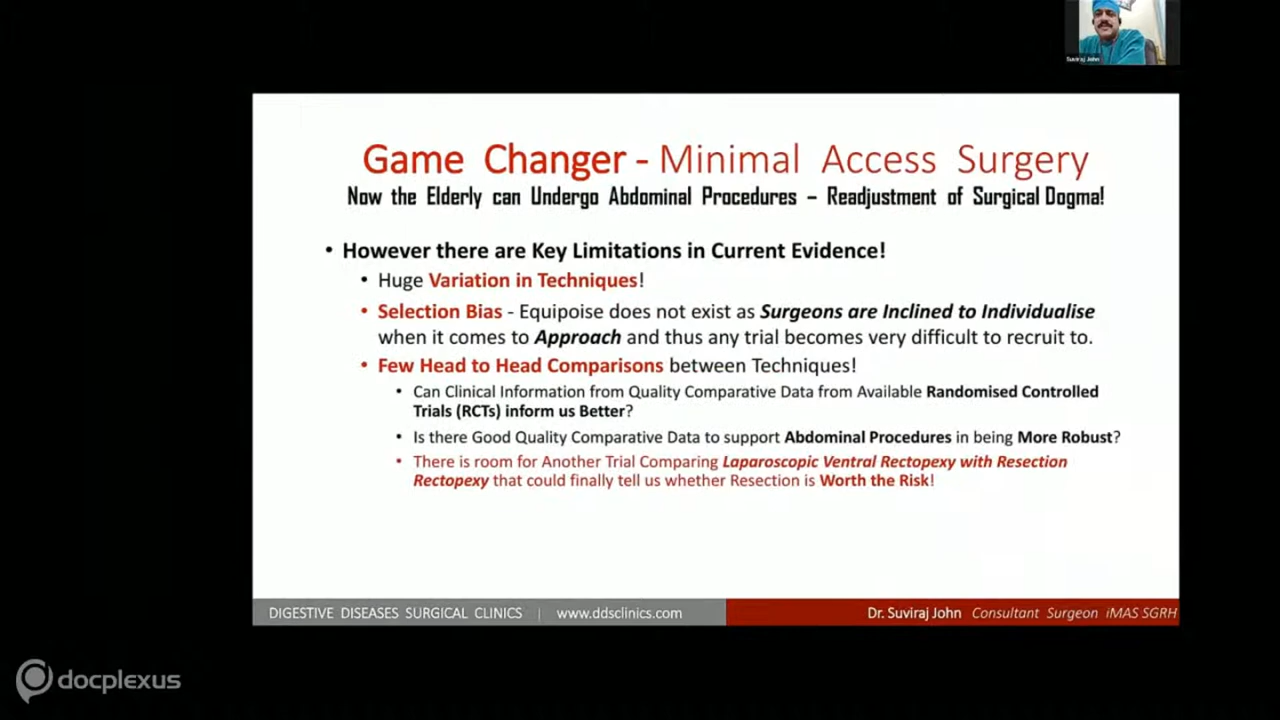 Suviraj John
Game Changer - Minimal Access Surgery
Now the Elderly can Undergo Abdominal Procedures – Readjustment of Surgical Dogma!
• However there are Key Limitations in Current Evidence!
• Huge Variation in Techniques!
• Selection Bias - Equipoise does not exist as Surgeons are Inclined to Individualise
when it comes to Approach and thus any trial becomes very difficult to recruit to.
• Few Head to Head Comparisons between Techniques!
• Can Clinical Information from Quality Comparative Data from Available Randomised Controlled
Trials (RCTs) inform us Better?
• Is there Good Quality Comparative Data to support Abdominal Procedures in being More Robust?
• There is room for Another Trial Comparing Laparoscopic Ventral Rectopexy with Resection
Rectopexy that could finally tell us whether Resection is Worth the Risk!
DIGESTIVE DISEASES SURGICAL CLINICS | www.ddsclinics.com
Dr. Suviraj John Consultant Surgeon iMAS SGRH
docplexus